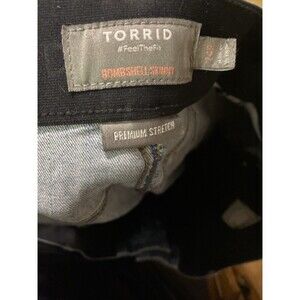 TORRID
#FeelTheFit
BOMBSHELL SKINNY
PREMIUM STRETCH